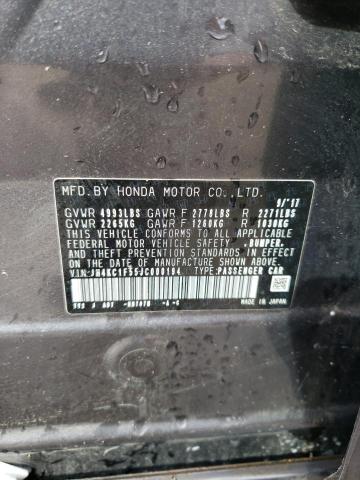 MFD. BY HONDA MOTOR CO., LTD. 9/'17
GVWR 4993LBS GAWR F 2778LBS R 2271LBS
GVWR 2265KG GAWR F 1260KG R 1030KG
THIS VEHICLE CONFORMS TO ALL APPLICABLE
FEDERAL MOTOR VEHICLE SAFETY, BUMPER,
AND THEFT PREVENTION STANDARDS IN
EFFECT ON THE DATE OF MANUFACTURE
SHOWN ABOVE.
VIN: TYPE:PASSENGER CAR
MADE IN JAPAN